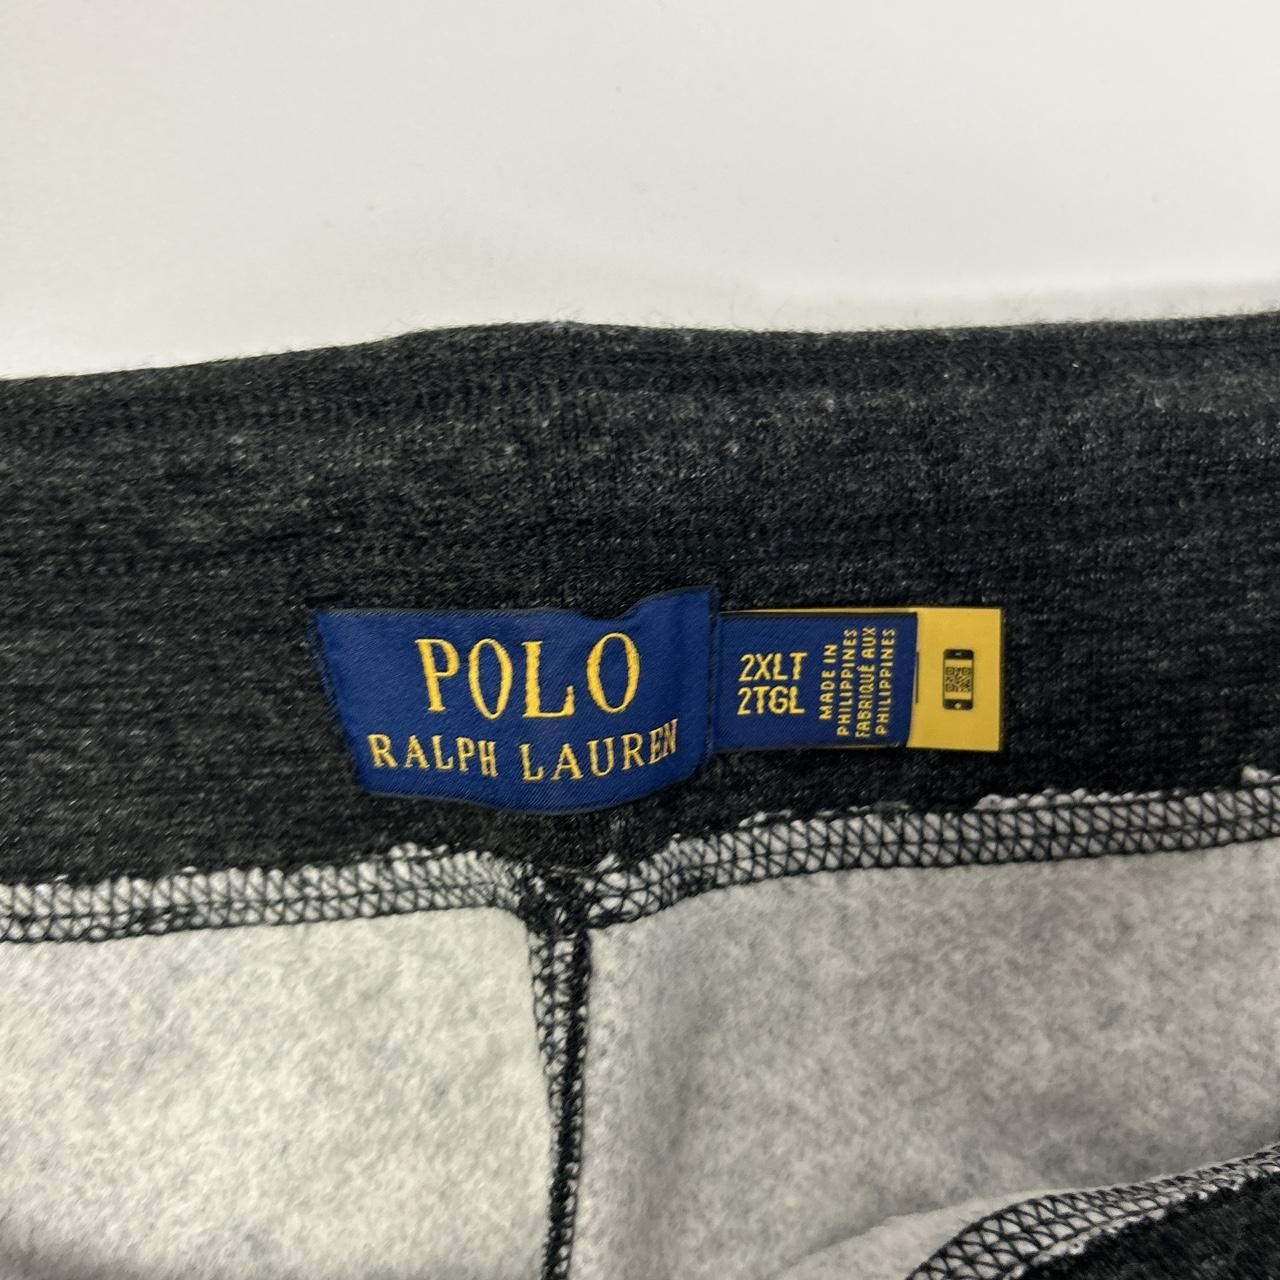 POLO
RALPH LAUREN
2XLT
2TGL
MADE IN
PHILIPPINES
FABRIQUÉ AUX
PHILIPPINES